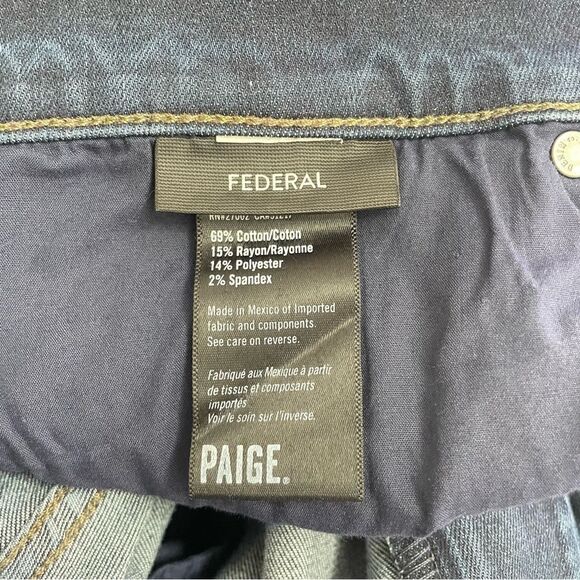 FEDERAL
69% Cotton/Coton
15% Rayon/Rayonne
14% Polyester
2% Spandex
Made in Mexico of Imported
fabric and components.
See care on reverse.
Fabriqué aux Mexique à partir
de tissus et composants
importés
Voir le soin sur l'inverse.
PAIGE®